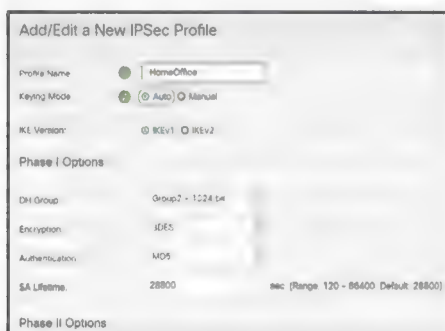 Add/Edit a New IPSec Profile
Profile Name HomeOffice
Keying Mode Auto Manual
IKE Version: IKEv1 IKEv2
Phase I Options
DH Group Group2 - 1024 bit
Encryption 3DES
Authentication MD5
SA Lifetime: 28800 sec (Range 120 - 86400 Default 28800)
Phase II Options